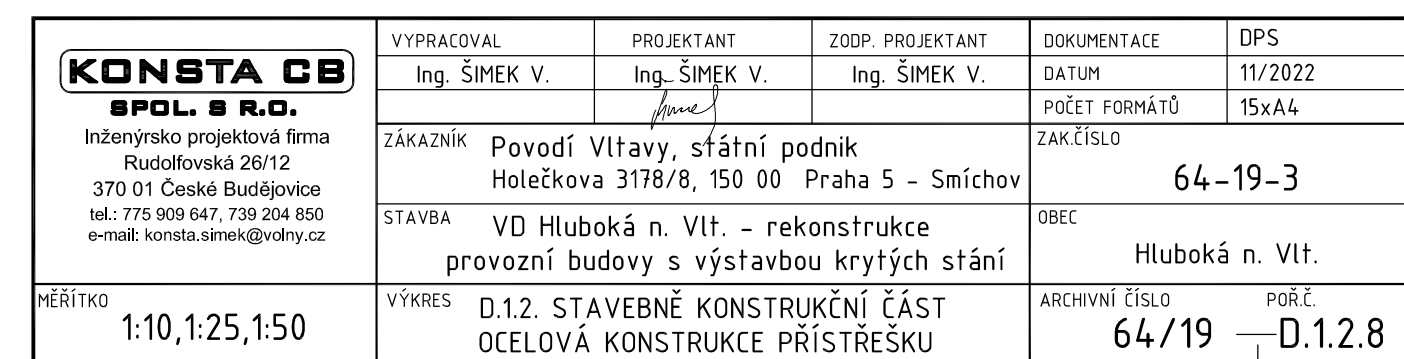 KONSTA CB
SPOL. S R.O.
Inženýrsko projektová firma
Rudolfovská 26/12
370 01 České Budějovice
tel.: 775 909 647, 739 204 850
e-mail: konsta.simek@volny.cz
MĚŘÍTKO
1:10,1:25,1:50
VYPRACOVAL PROJEKTANT ZODP. PROJEKTANT
Ing. ŠIMEK V. Ing. ŠIMEK V. Ing. ŠIMEK V.
ZÁKAZNÍK Povodí Vltavy, státní podnik
Holečkova 3178/8, 150 00 Praha 5 - Smíchov
STAVBA VD Hluboká n. Vlt. - rekonstrukce
provozní budovy s výstavbou krytých stání
VÝKRES D.1.2. STAVEBNĚ KONSTRUKČNÍ ČÁST
OCELOVÁ KONSTRUKCE PŘÍSTŘEŠKU
DOKUMENTACE DPS
DATUM 11/2022
POČET FORMÁTŮ 15xA4
ZAK.ČÍSLO
64-19-3
OBEC
Hluboká n. Vlt.
ARCHIVNÍ ČÍSLO POŘ.Č.
64/19 —D.1.2.8